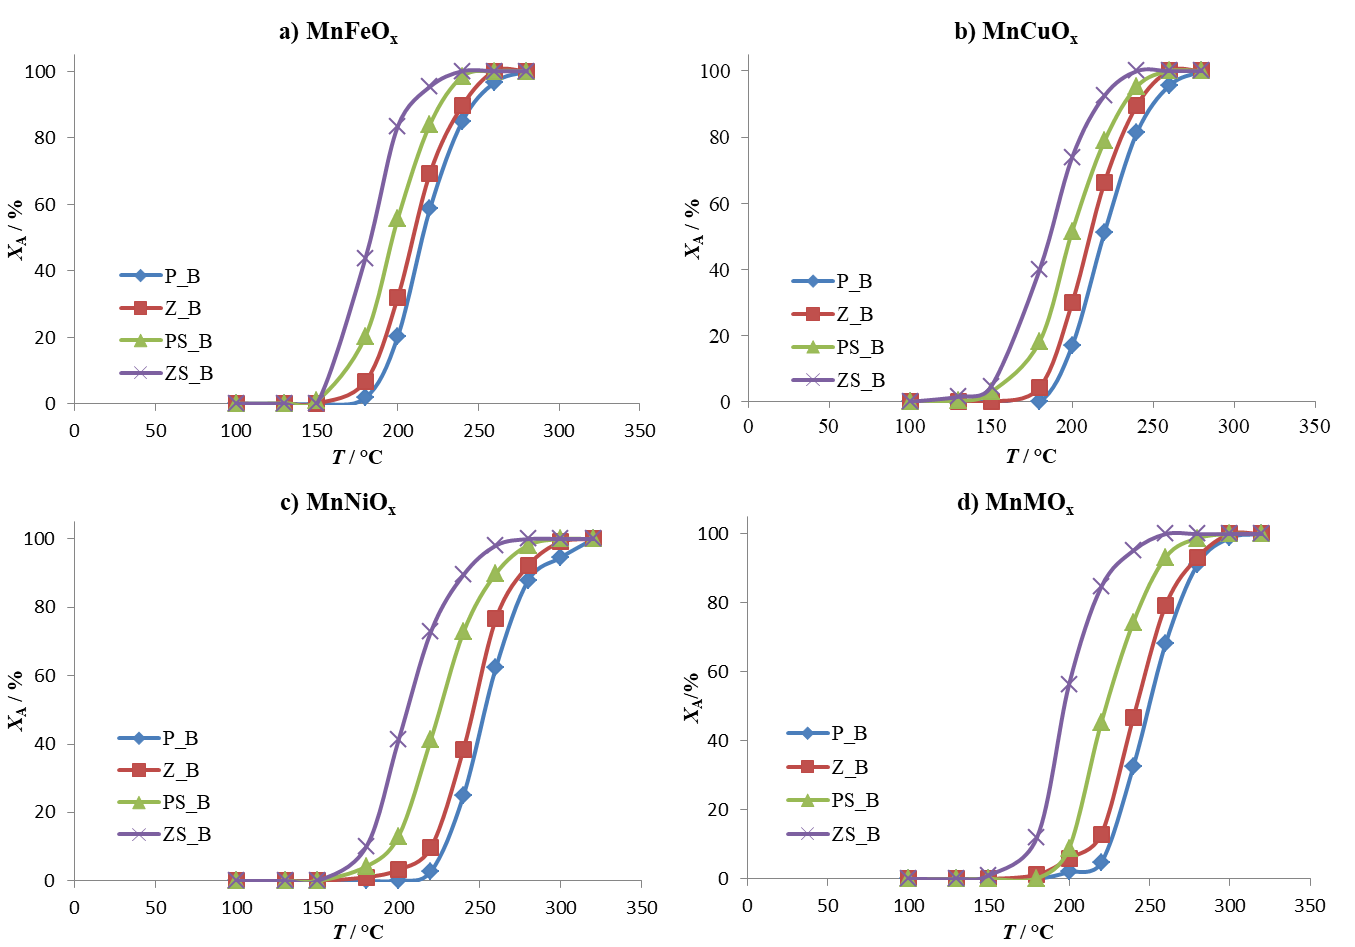 a) MnFeOx
100
80
60
40
20
0
XA / %
P_B
Z_B
PS_B
ZS_B
0 50 100 150 200 250 300 350
T / °C
b) MnCuOx
100
80
60
40
20
0
XA / %
P_B
Z_B
PS_B
ZS_B
0 50 100 150 200 250 300 350
T / °C
c) MnNiOx
100
80
60
40
20
0
XA / %
P_B
Z_B
PS_B
ZS_B
0 50 100 150 200 250 300 350
T / °C
d) MnMOx
100
80
60
40
20
0
XA/%
P_B
Z_B
PS_B
ZS_B
0 50 100 150 200 250 300 350
T / °C